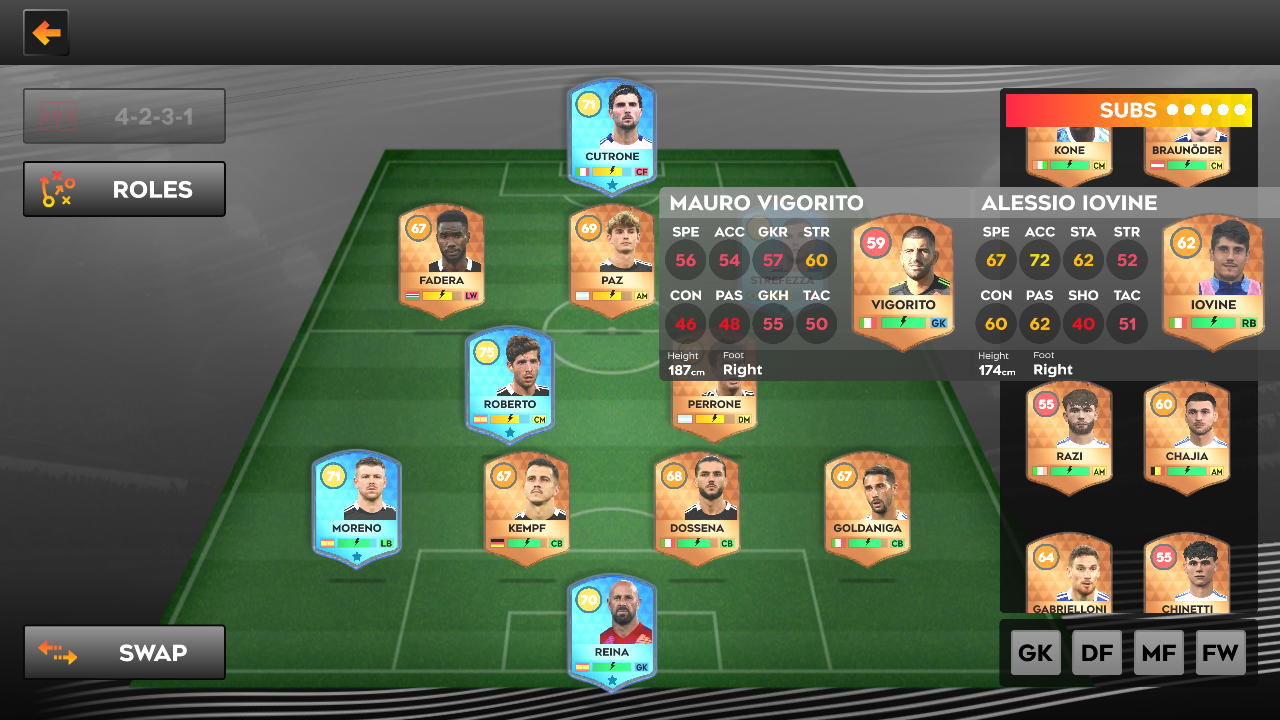 4-2-3-1
ROLES
71
CUTRONE
CF
SUBS
KONE
CM
BRAUNÖDER
CM
67
FADERA
LW
69
PAZ
AM
STREFEZZA
MAURO VIGORITO
SPE ACC GKR STR
56 54 57 60
CON PAS GKH TAC
46 48 55 50
Height Foot
187cm Right
59
VIGORITO
GK
ALESSIO IOVINE
SPE ACC STA STR
67 72 62 52
CON PAS SHO TAC
60 62 40 51
Height Foot
174cm Right
62
IOVINE
RB
75
ROBERTO
CM
PERRONE
DM
55
RAZI
AM
60
CHAJIA
AM
71
MORENO
LB
67
KEMPF
CB
68
DOSSENA
CB
67
GOLDANIGA
CB
64
GABRIELLONI
55
CHINETTI
70
REINA
GK
SWAP
GK DF MF FW